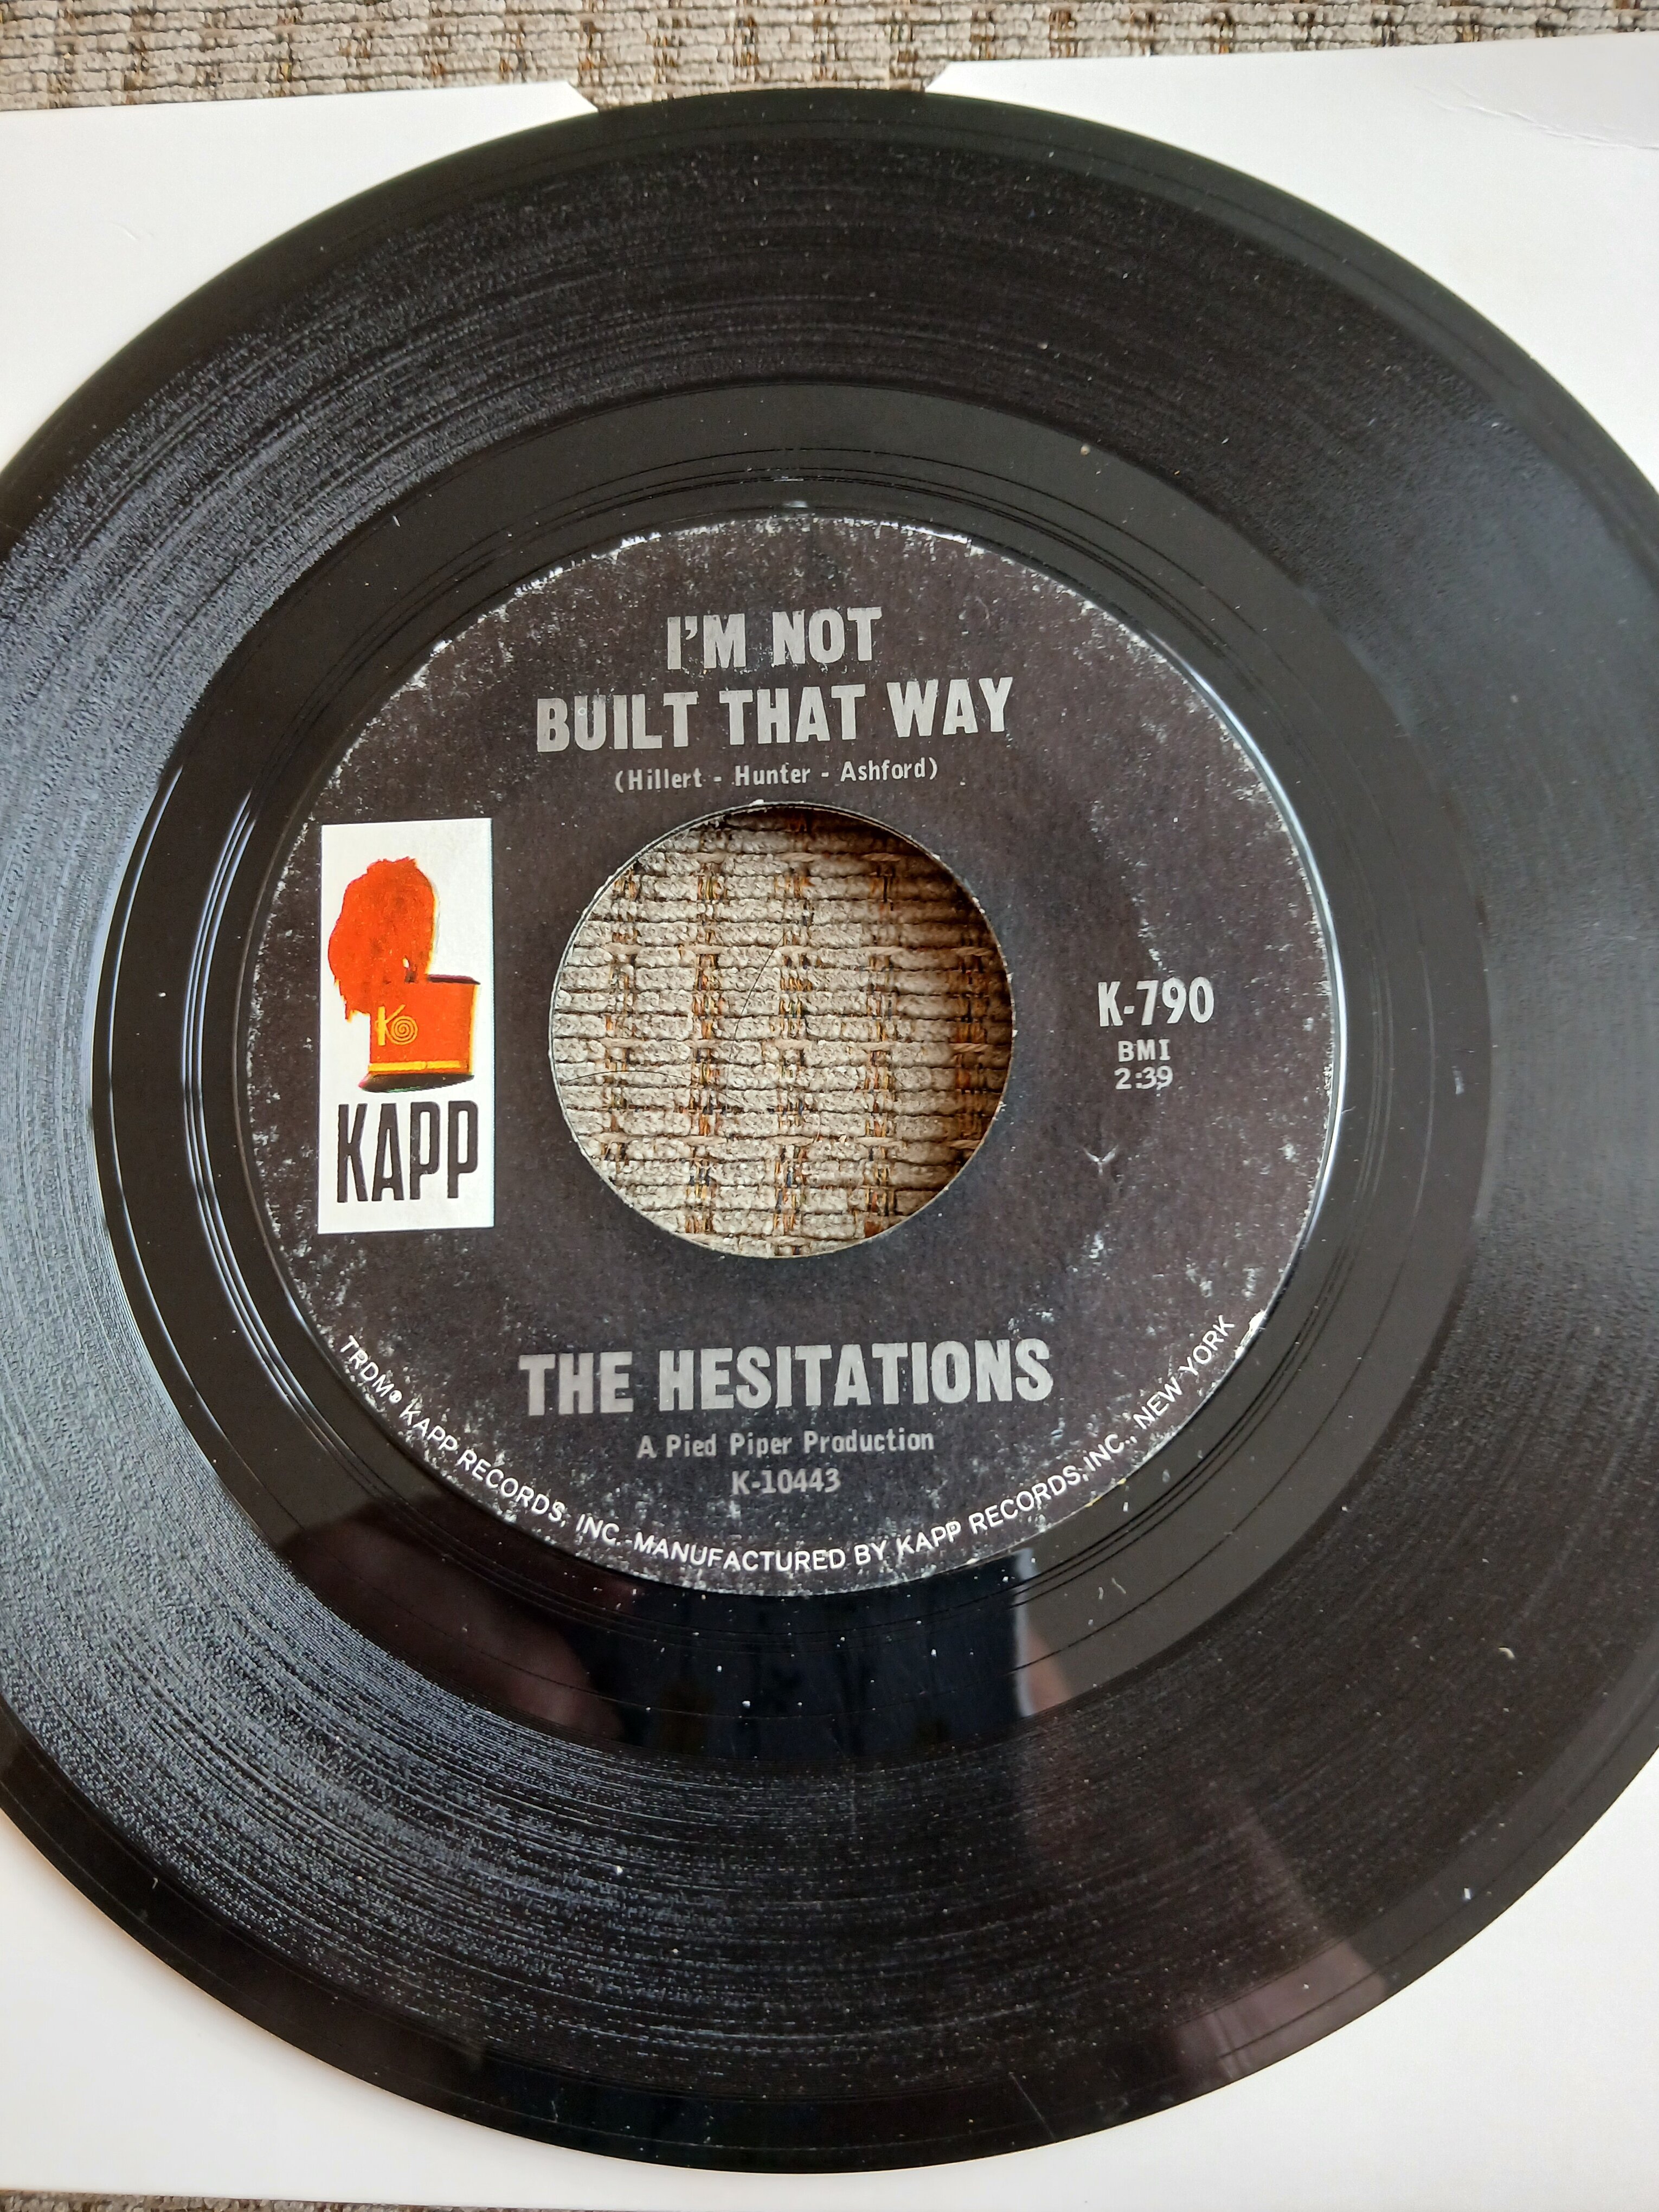 I'M NOT
BUILT THAT WAY
(Hillert - Hunter - Ashford)
K
KAPP
K-790
BMI
2:39
THE HESITATIONS
A Pied Piper Production
K-10443
TRDM® KAPP RECORDS, INC.-MANUFACTURED BY KAPP RECORDS, INC., NEW YORK